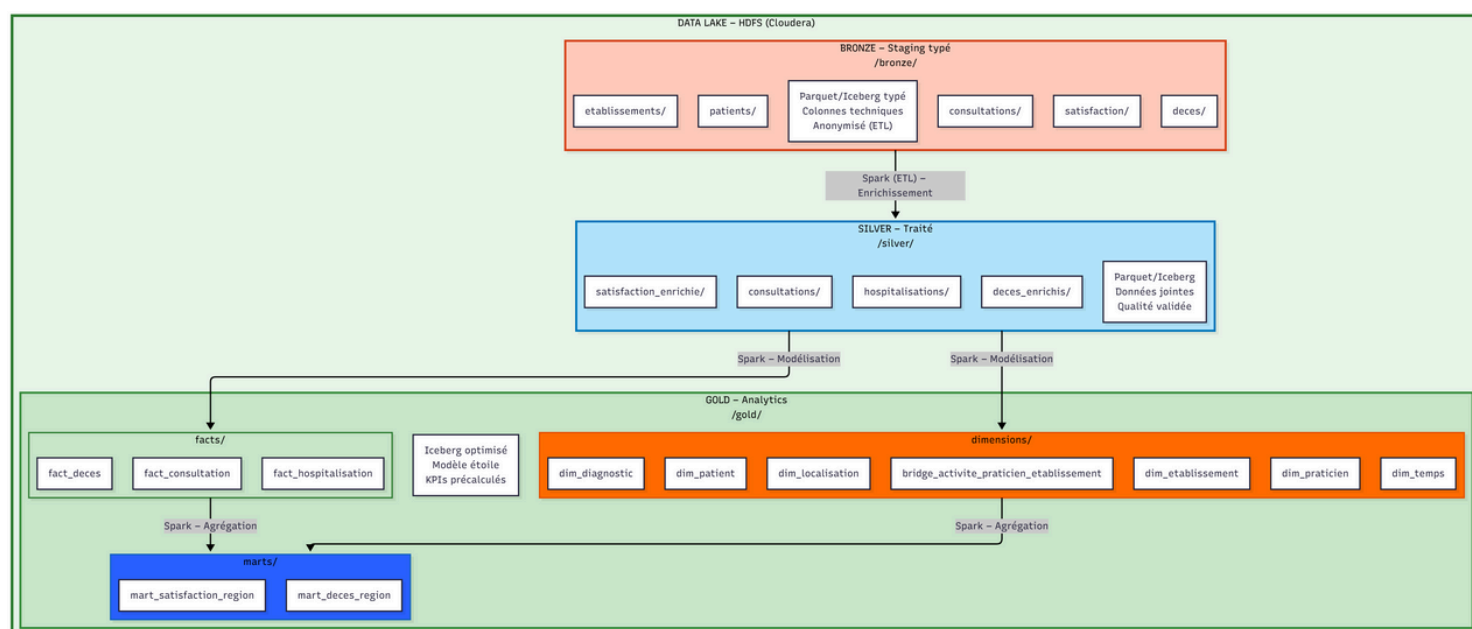 DATA LAKE – HDFS (Cloudera)
BRONZE – Staging typé
/bronze/
etablissements/
patients/
Parquet/Iceberg typé
Colonnes techniques
Anonymisé (ETL)
consultations/
satisfaction/
deces/
Spark (ETL) –
Enrichissement
SILVER – Traité
/silver/
satisfaction_enrichie/
consultations/
hospitalisations/
deces_enrichis/
Parquet/Iceberg
Données jointes
Qualité validée
Spark – Modélisation
Spark – Modélisation
GOLD – Analytics
/gold/
facts/
fact_deces
fact_consultation
fact_hospitalisation
Iceberg optimisé
Modèle étoile
KPIs précalculés
dimensions/
dim_diagnostic
dim_patient
dim_localisation
bridge_activite_praticien_etablissement
dim_etablissement
dim_praticien
dim_temps
Spark – Agrégation
Spark – Agrégation
marts/
mart_satisfaction_region
mart_deces_region